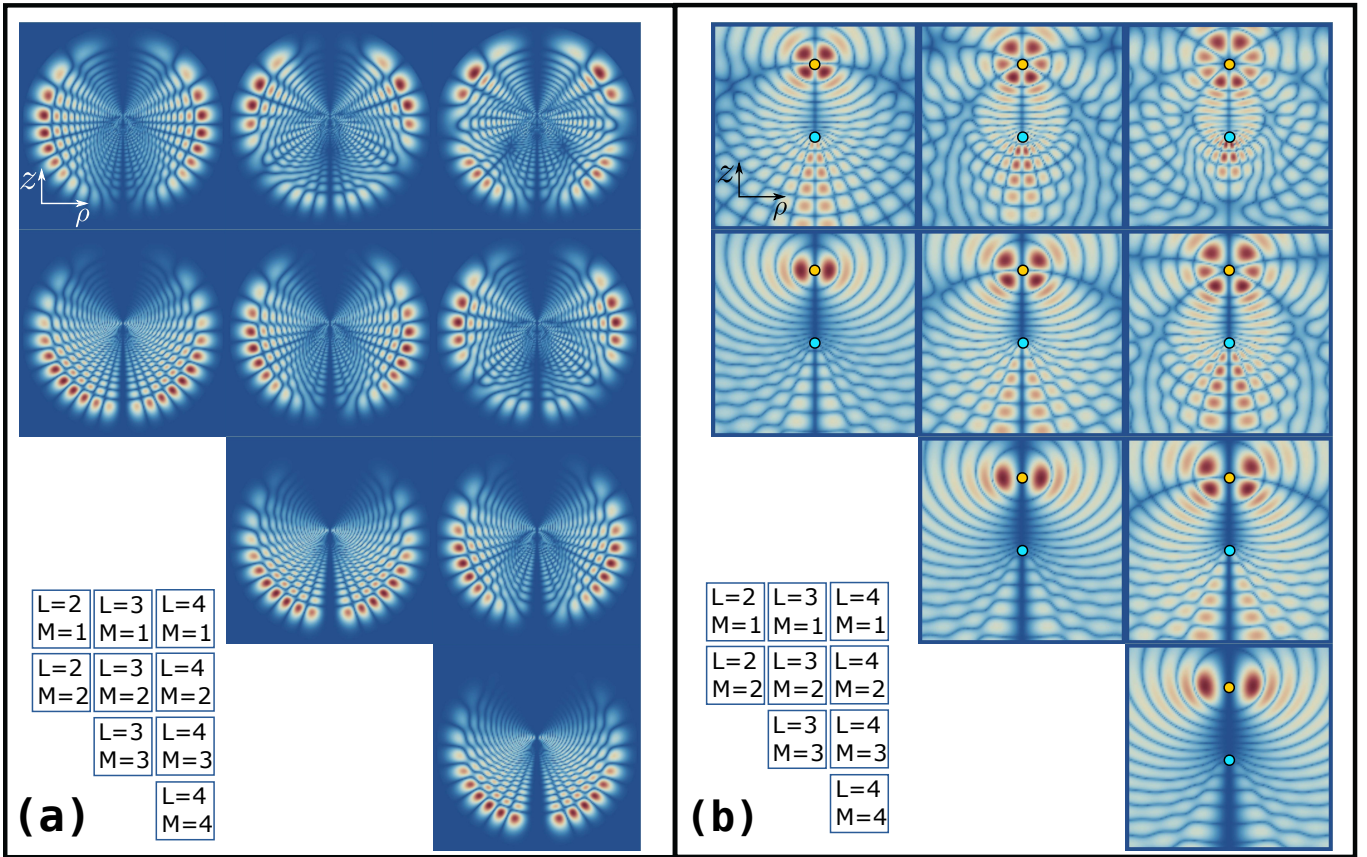 z
ρ
L=2 L=3 L=4
M=1 M=1 M=1
L=2 L=3 L=4
M=2 M=2 M=2
L=3 L=4
M=3 M=3
L=4
M=4
(a)
z
ρ
L=2 L=3 L=4
M=1 M=1 M=1
L=2 L=3 L=4
M=2 M=2 M=2
L=3 L=4
M=3 M=3
L=4
M=4
(b)